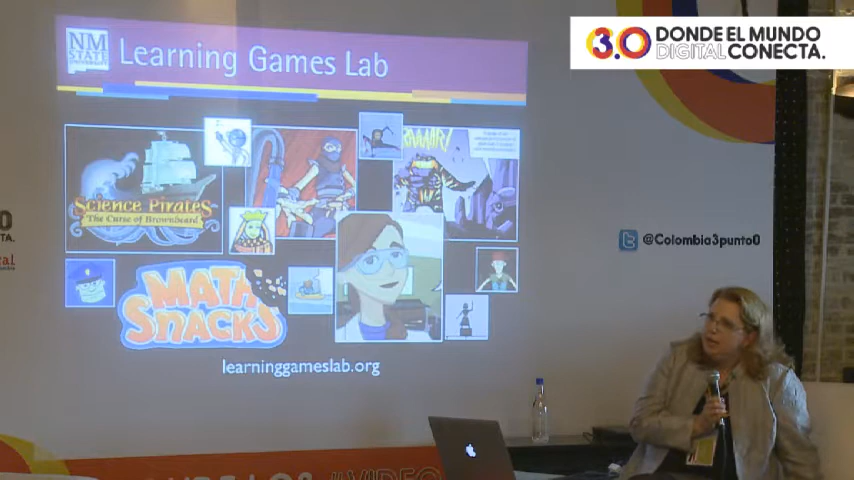 3.0 DONDE EL MUNDO
DIGITAL CONECTA.
NM
STATE
Learning Games Lab
RAAAAR!
Science Pirates
The Curse of Brownbeard
MATH
SNACKS
learninggameslab.org
@Colombia3punto0